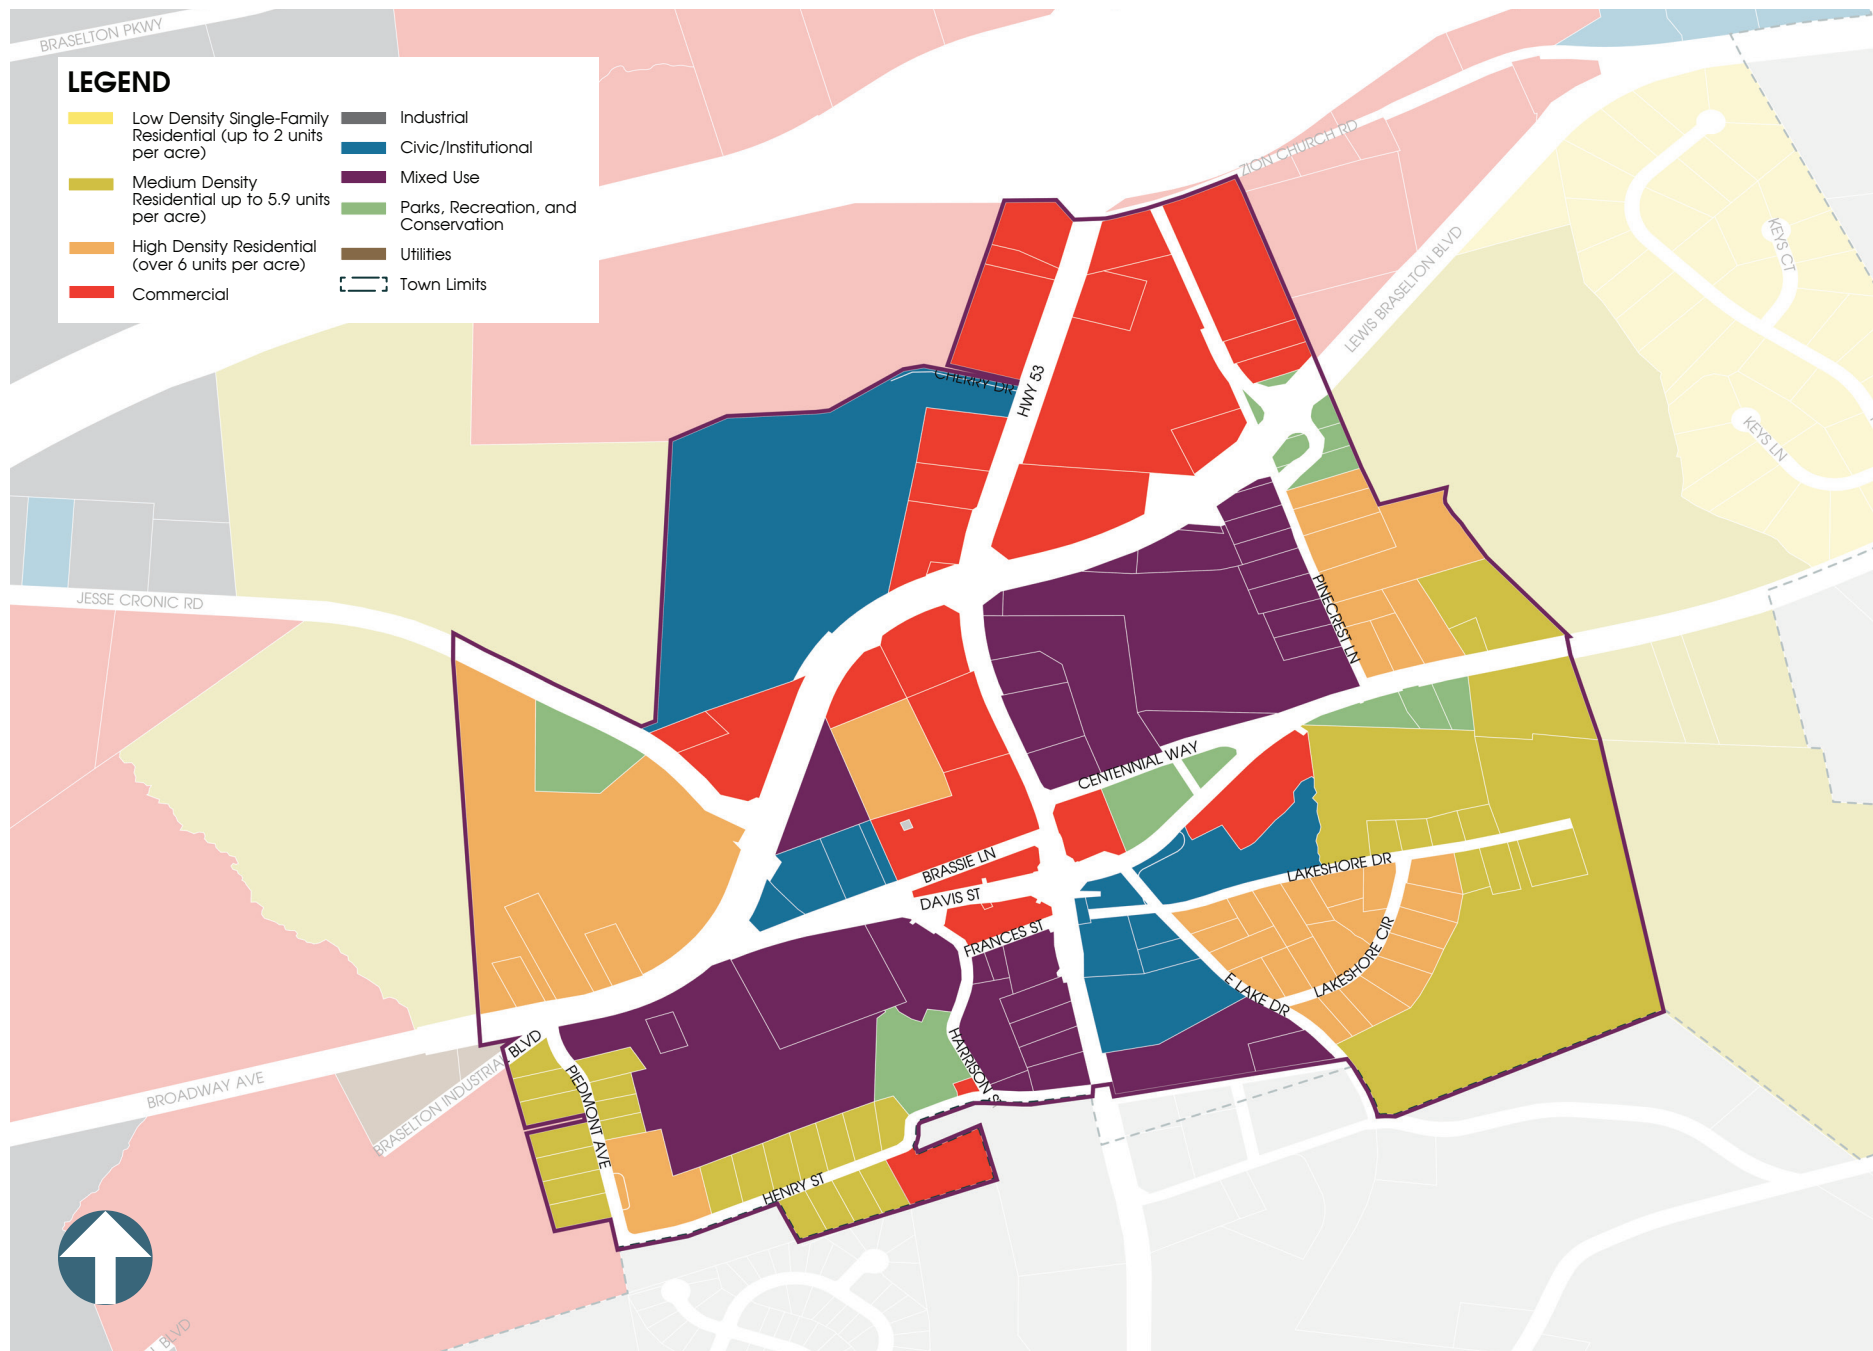 BRASELTON PKWY
LEGEND
Low Density Single-Family
Residential (up to 2 units
per acre)
Medium Density
Residential up to 5.9 units
per acre)
High Density Residential
(over 6 units per acre)
Commercial
Industrial
Civic/Institutional
Mixed Use
Parks, Recreation, and
Conservation
Utilities
Town Limits
ZION CHURCH RD
KEYS CT
LEWIS BRASELTON BLVD
CHERRY DR
HWY 53
KEYS LN
JESSE CRONIC RD
PINECREST LN
CENTENNIAL WAY
BRASSIE LN
LAKESHORE DR
DAVIS ST
FRANCES ST
LAKESHORE CIR
E LAKE DR
HARRISON
BLVD
BROADWAY AVE
BRASELTON INDUSTRIAL
PIEDMONT AVE
HENRY ST
BLVD